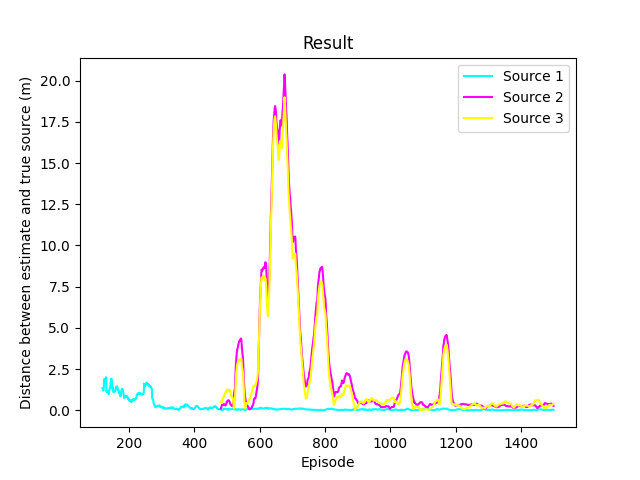 Result
Distance between estimate and true source (m)
20.0
17.5
15.0
12.5
10.0
7.5
5.0
2.5
0.0
Source 1
Source 2
Source 3
200 400 600 800 1000 1200 1400
Episode